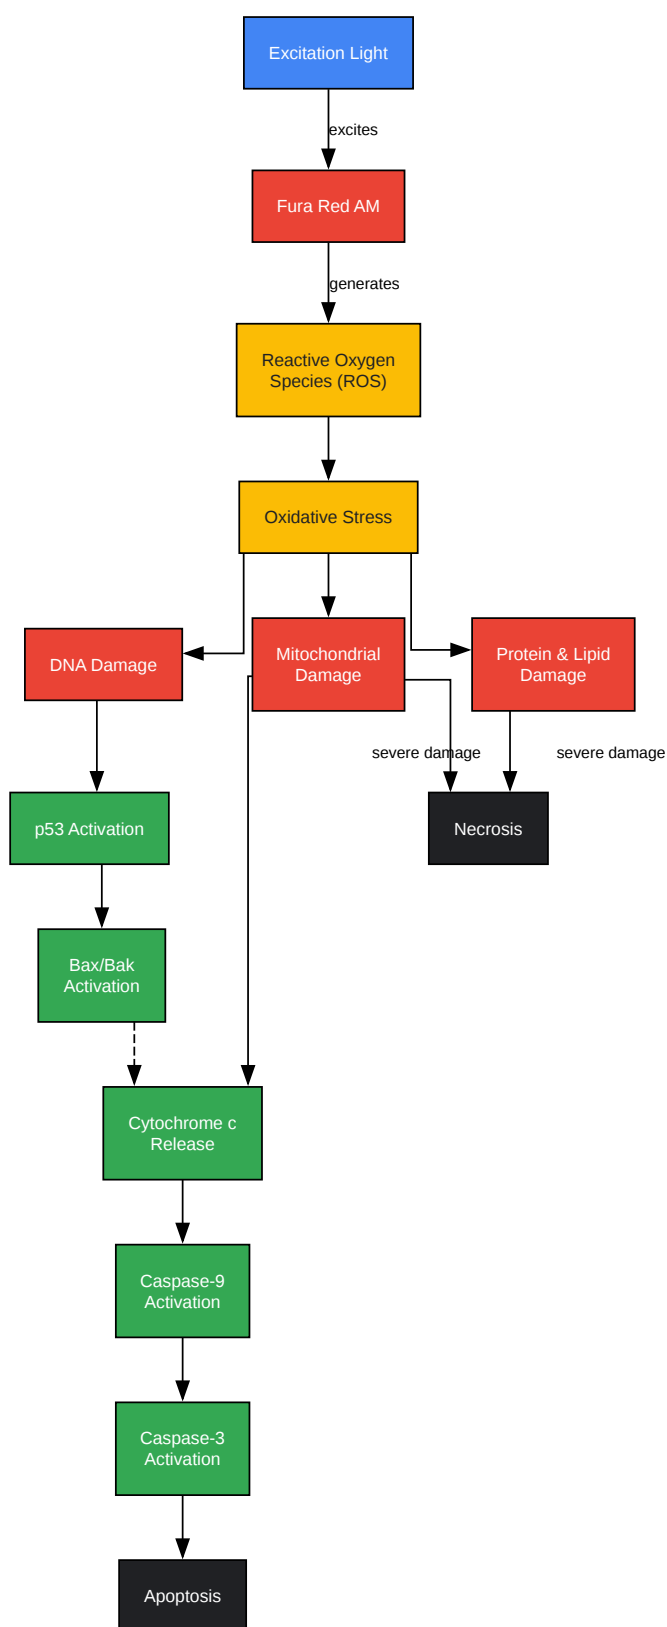 Excitation Light
excites
Fura Red AM
generates
Reactive Oxygen
Species (ROS)
Oxidative Stress
DNA Damage
Mitochondrial
Damage
Protein & Lipid
Damage
severe damage
severe damage
p53 Activation
Necrosis
Bax/Bak
Activation
Cytochrome c
Release
Caspase-9
Activation
Caspase-3
Activation
Apoptosis